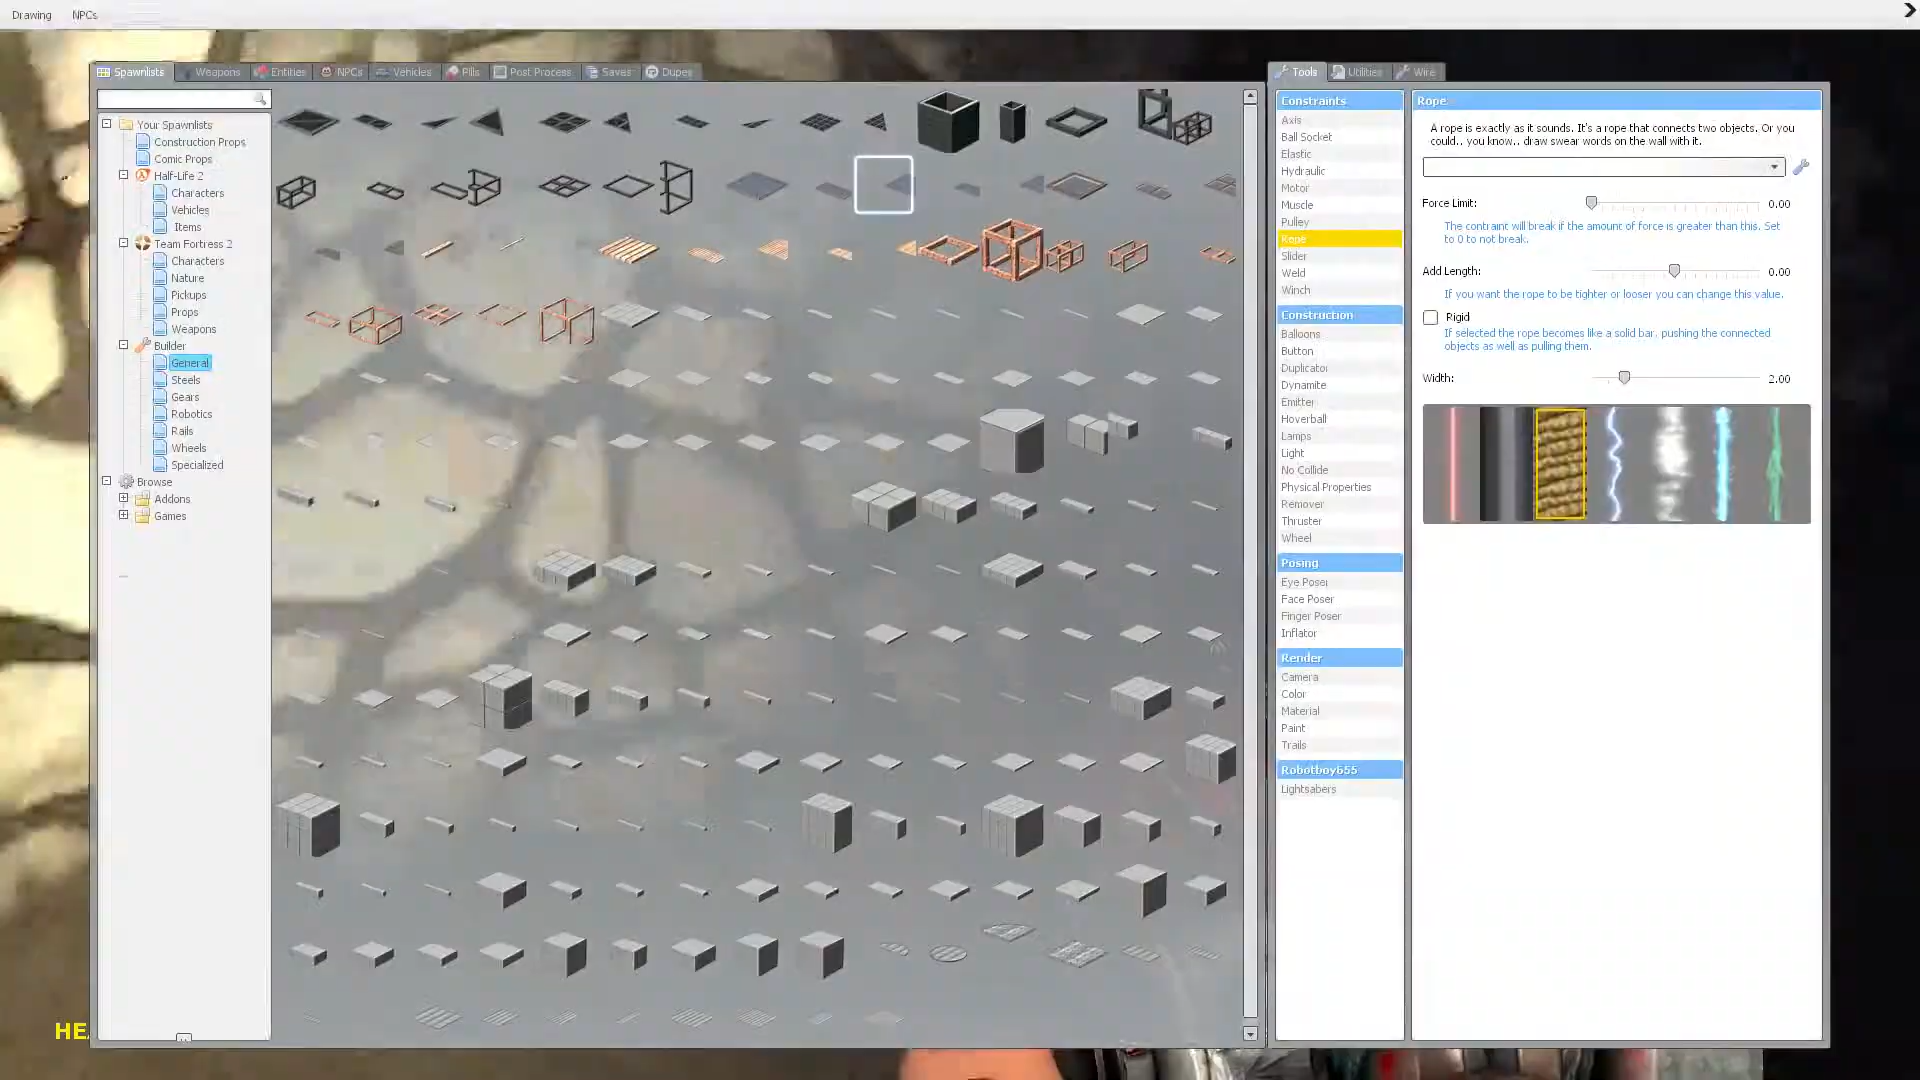 Drawing NPCs
Spawnlists Weapons Entities NPCs Vehicles Pills Post Process Saves Dupes
Your Spawnlists
Construction Props
Comic Props
Half-Life 2
Characters
Vehicles
Items
Team Fortress 2
Characters
Nature
Pickups
Props
Weapons
Builder
General
Steels
Gears
Robotics
Rails
Wheels
Specialized
Browse
Addons
Games
HEA
Tools Utilities Wire
Constraints
Axis
Ball Socket
Elastic
Hydraulic
Motor
Muscle
Pulley
Rope
Slider
Weld
Winch
Construction
Balloons
Button
Duplicator
Dynamite
Emitter
Hoverball
Lamps
Light
No Collide
Physical Properties
Remover
Thruster
Wheel
Posing
Eye Poser
Face Poser
Finger Poser
Inflator
Render
Camera
Color
Material
Paint
Trails
Robotboy655
Lightsabers
Rope
A rope is exactly as it sounds. It's a rope that connects two objects. Or you
could.. you know.. draw swear words on the wall with it.
Force Limit: 0.00
The contraint will break if the amount of force is greater than this. Set
to 0 to not break.
Add Length: 0.00
If you want the rope to be tighter or looser you can change this value.
Rigid
If selected the rope becomes like a solid bar, pushing the connected
objects as well as pulling them.
Width: 2.00